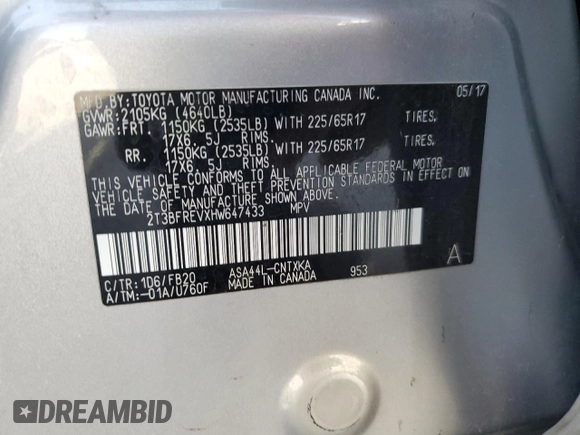 MFD.BY:TOYOTA MOTOR MANUFACTURING CANADA INC. 05/17
GVWR:2105KG (4640LB)
GAWR:FRT. 1150KG (2535LB) WITH 225/65R17 TIRES.
17X6. 5J RIMS
RR. 1150KG (2535LB) WITH 225/65R17 TIRES.
17X6. 5J RIMS
THIS VEHICLE CONFORMS TO ALL APPLICABLE FEDERAL MOTOR
VEHICLE SAFETY AND THEFT PREVENTION STANDARDS IN EFFECT ON
THE DATE OF MANUFACTURE SHOWN ABOVE.
2T3BFREVXHW647433 MPV
A
C/TR:1D6/FB20 ASA44L-CNTXKA 953
A/TM:-01A/U760F MADE IN CANADA
DREAMBID